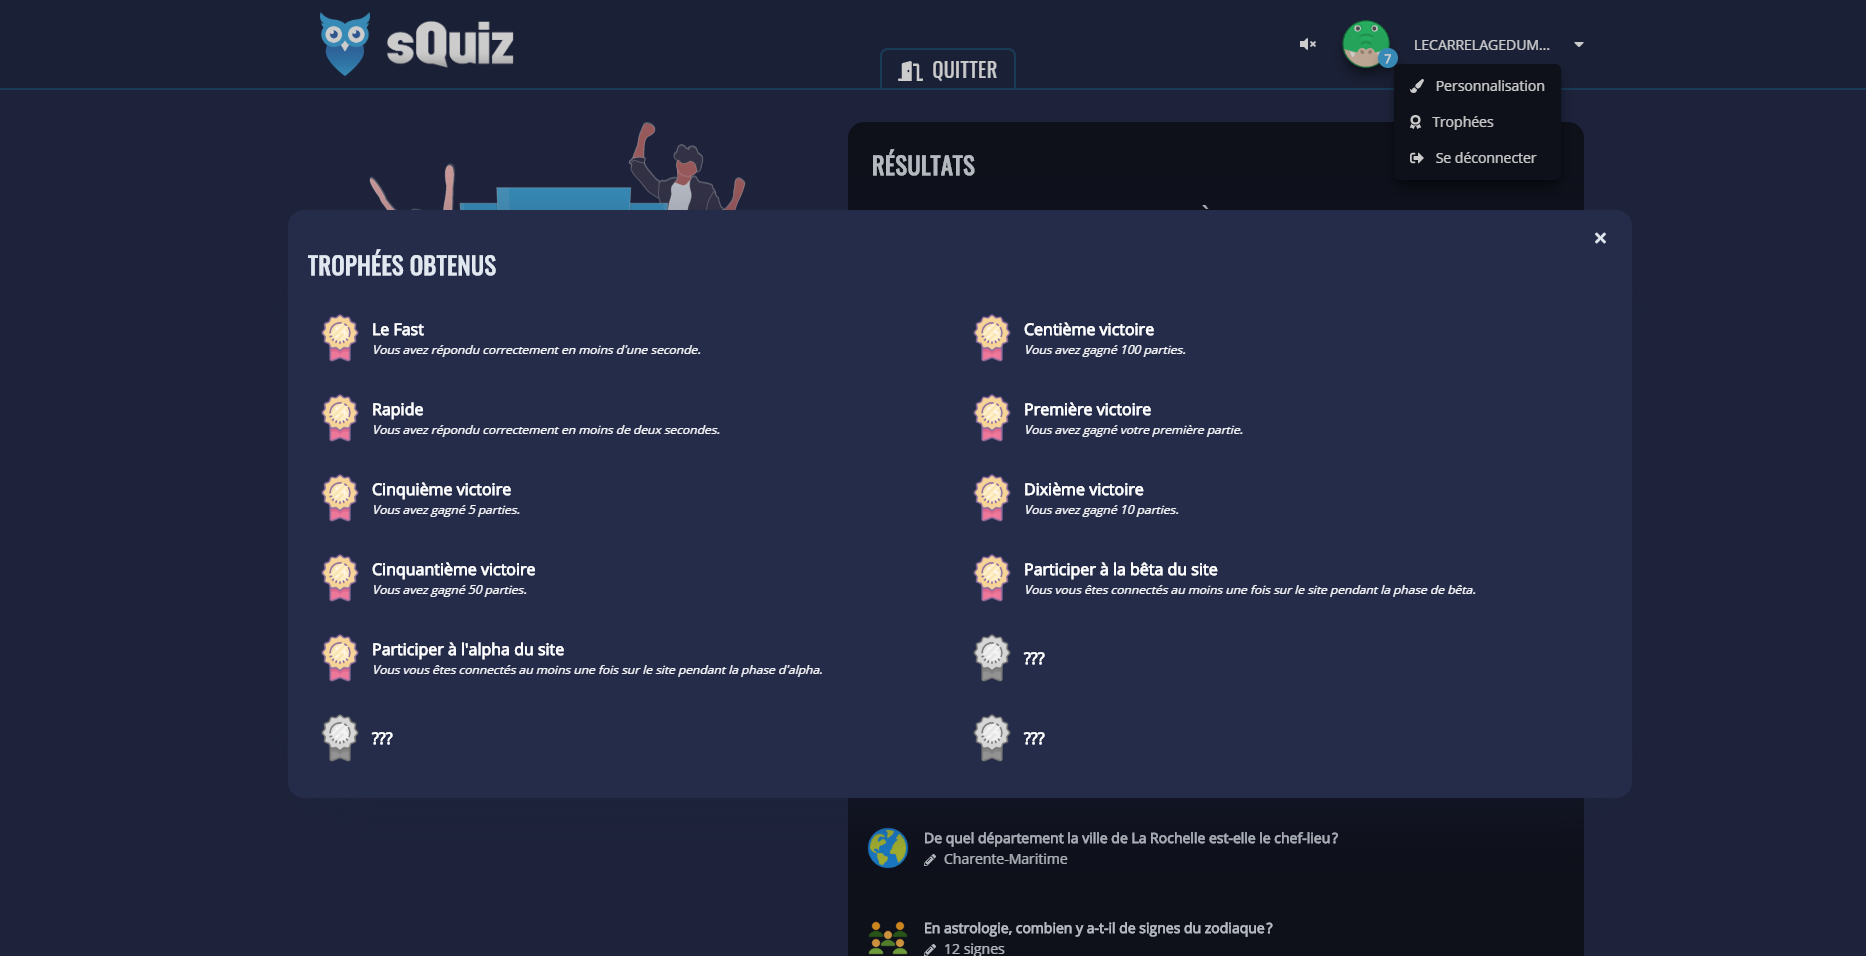 sQuiz
QUITTER
7
LECARRELAGEDUM...
Personnalisation
Trophées
Se déconnecter
RÉSULTATS
TROPHÉES OBTENUS
Le Fast
Vous avez répondu correctement en moins d'une seconde.
Centième victoire
Vous avez gagné 100 parties.
Rapide
Vous avez répondu correctement en moins de deux secondes.
Première victoire
Vous avez gagné votre première partie.
Cinquième victoire
Vous avez gagné 5 parties.
Dixième victoire
Vous avez gagné 10 parties.
Cinquantième victoire
Vous avez gagné 50 parties.
Participer à la bêta du site
Vous vous êtes connectés au moins une fois sur le site pendant la phase de bêta.
Participer à l'alpha du site
Vous vous êtes connectés au moins une fois sur le site pendant la phase d'alpha.
???
???
???
De quel département la ville de La Rochelle est-elle le chef-lieu ?
Charente-Maritime
En astrologie, combien y a-t-il de signes du zodiaque ?
12 signes